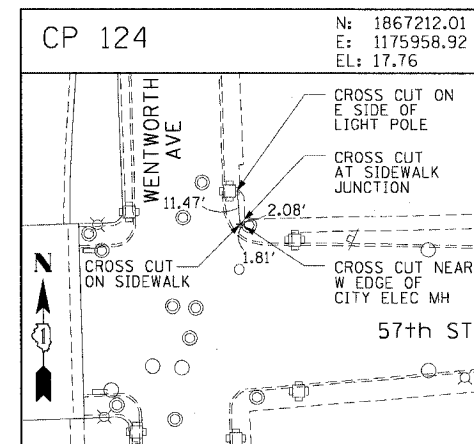 CP 124
N: 1867212.01
E: 1175958.92
EL: 17.76
WENTWORTH
AVE
CROSS CUT ON
E SIDE OF
LIGHT POLE
CROSS CUT
AT SIDEWALK
JUNCTION
11.47'
2.08'
1.81'
CROSS CUT
ON SIDEWALK
CROSS CUT NEAR
W EDGE OF
CITY ELEC MH
N
1
57th ST